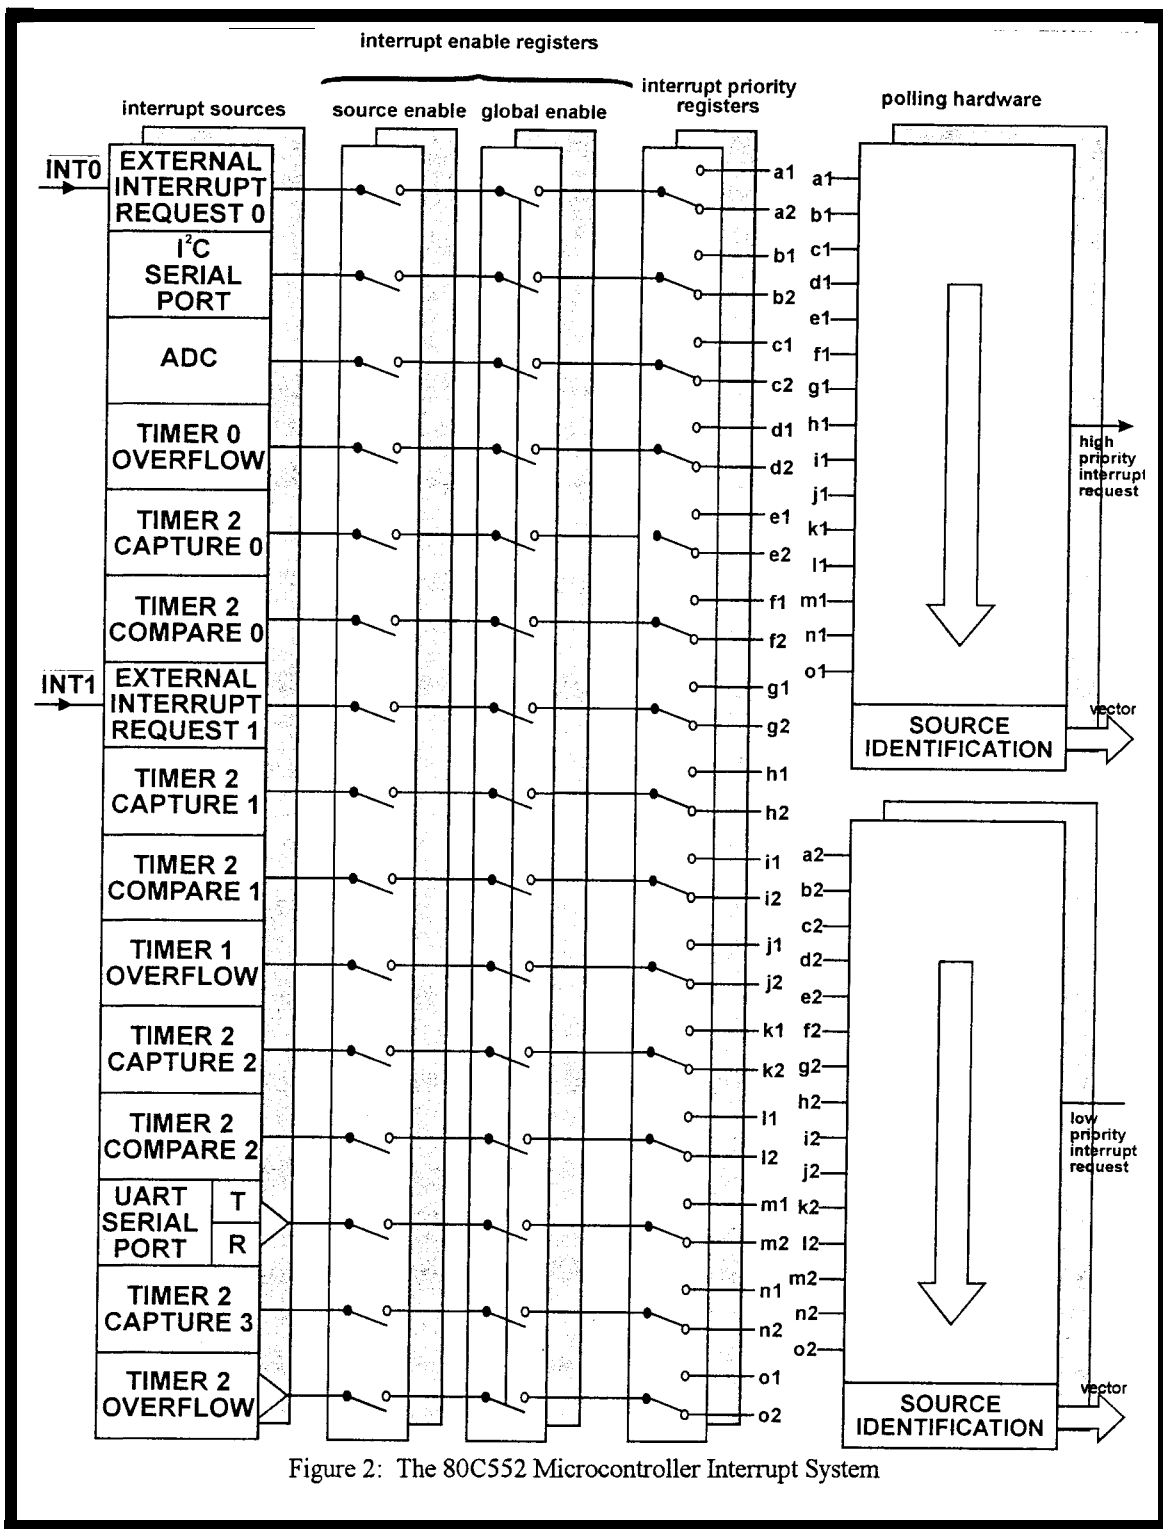 interrupt enable registers
interrupt sources
source enable
global enable
interrupt priority
registers
polling hardware
INT0
EXTERNAL
INTERRUPT
REQUEST 0
I²C
SERIAL
PORT
ADC
TIMER 0
OVERFLOW
TIMER 2
CAPTURE 0
TIMER 2
COMPARE 0
INT1
EXTERNAL
INTERRUPT
REQUEST 1
TIMER 2
CAPTURE 1
TIMER 2
COMPARE 1
TIMER 1
OVERFLOW
TIMER 2
CAPTURE 2
TIMER 2
COMPARE 2
UART
SERIAL
PORT
T
R
TIMER 2
CAPTURE 3
TIMER 2
OVERFLOW
a1
a2
b1
b2
c1
c2
d1
d2
e1
e2
f1
f2
g1
g2
h1
h2
i1
i2
j1
j2
k1
k2
l1
l2
m1
m2
n1
n2
o1
o2
a1
b1
c1
d1
e1
f1
g1
h1
i1
j1
k1
l1
m1
n1
o1
high
priority
interrupt
request
vector
SOURCE
IDENTIFICATION
a2
b2
c2
d2
e2
f2
g2
h2
i2
j2
k2
l2
m2
n2
o2
low
priority
interrupt
request
vector
SOURCE
IDENTIFICATION
Figure 2: The 80C552 Microcontroller Interrupt System